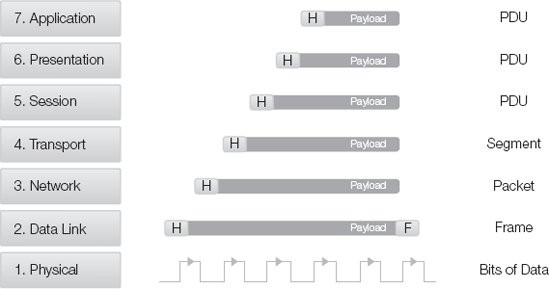 7. Application H Payload PDU
6. Presentation H Payload PDU
5. Session H Payload PDU
4. Transport H Payload Segment
3. Network H Payload Packet
2. Data Link H Payload F Frame
1. Physical Bits of Data